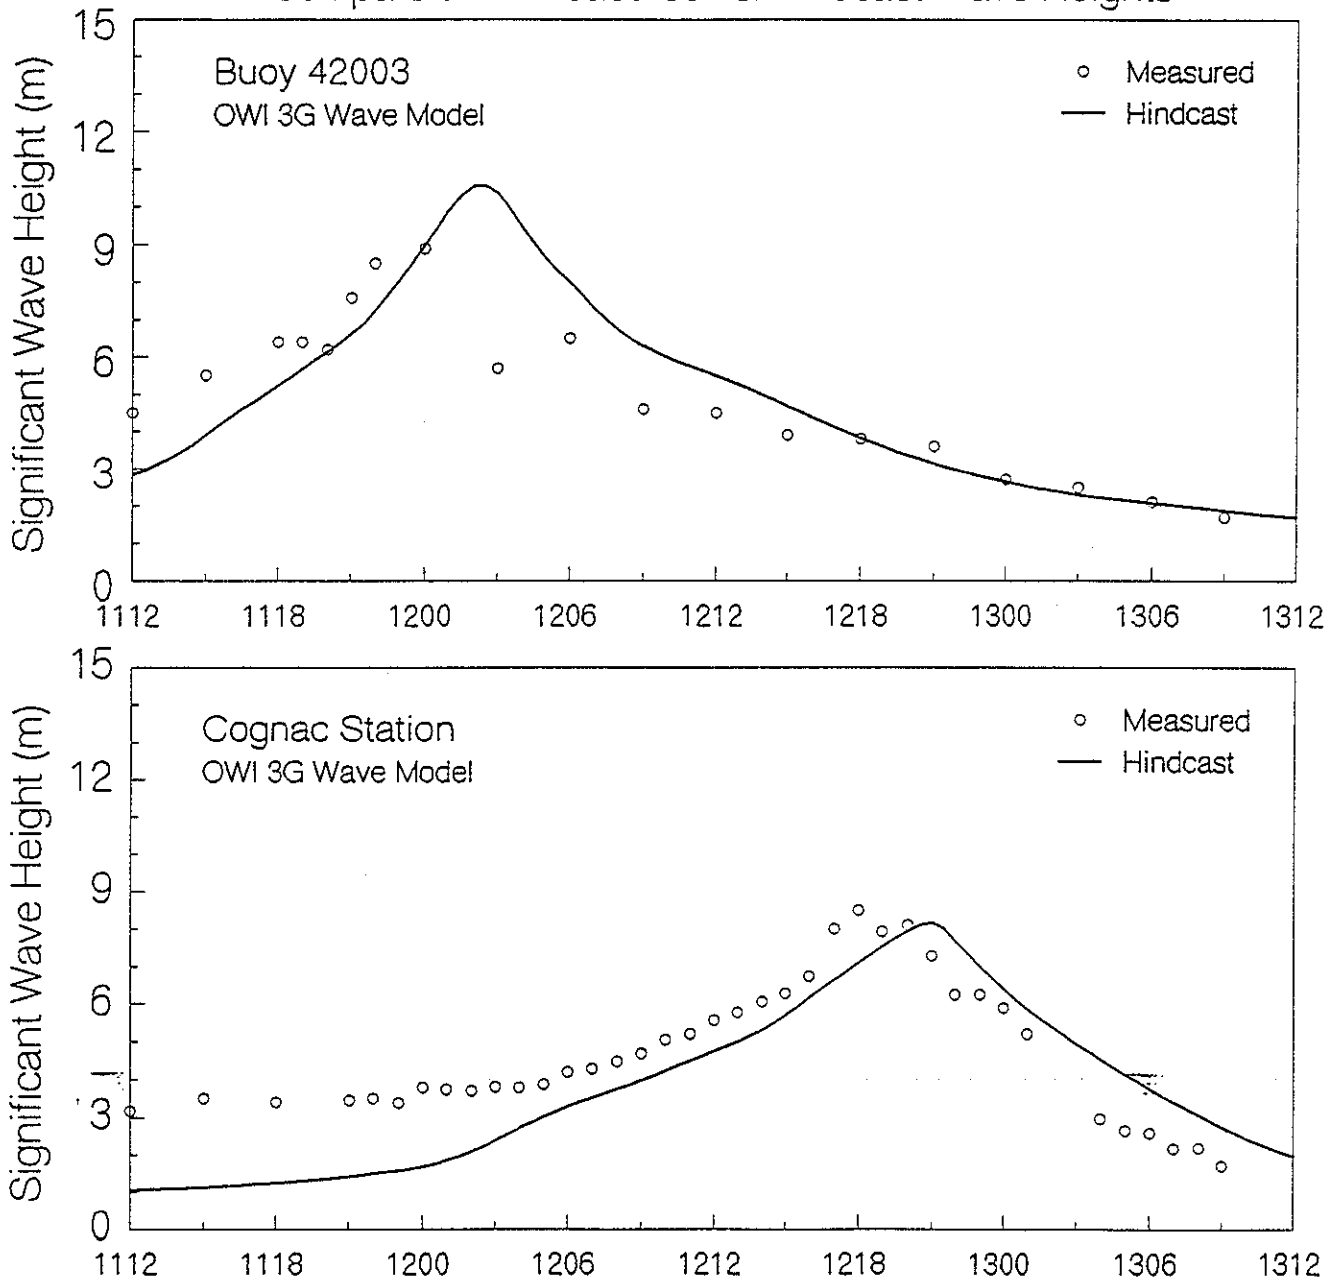 15
Buoy 42003
OWI 3G Wave Model
Measured
Hindcast
12
9
6
3
0
Significant Wave Height (m)
1112 1118 1200 1206 1212 1218 1300 1306 1312
15
Cognac Station
OWI 3G Wave Model
Measured
Hindcast
12
9
6
3
0
Significant Wave Height (m)
1112 1118 1200 1206 1212 1218 1300 1306 1312